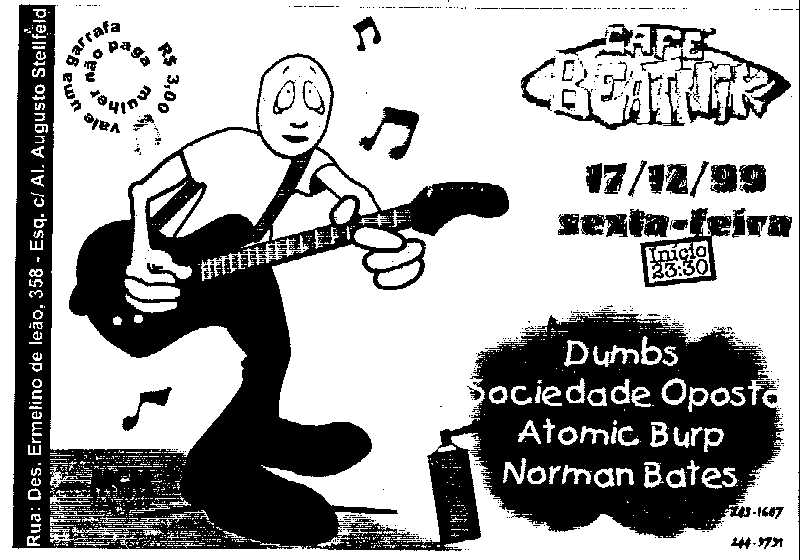 Rua: Des. Ermelino de leão, 358 - Esq. c/ Al. Augusto Stellfeld
R$ 3,00
mulher não paga
vale uma garrafa
CAFE
BEATNIK
17/12/99
sexta-feira
Início
23:30
Dumbs
Sociedade Oposta
Atomic Burp
Norman Bates